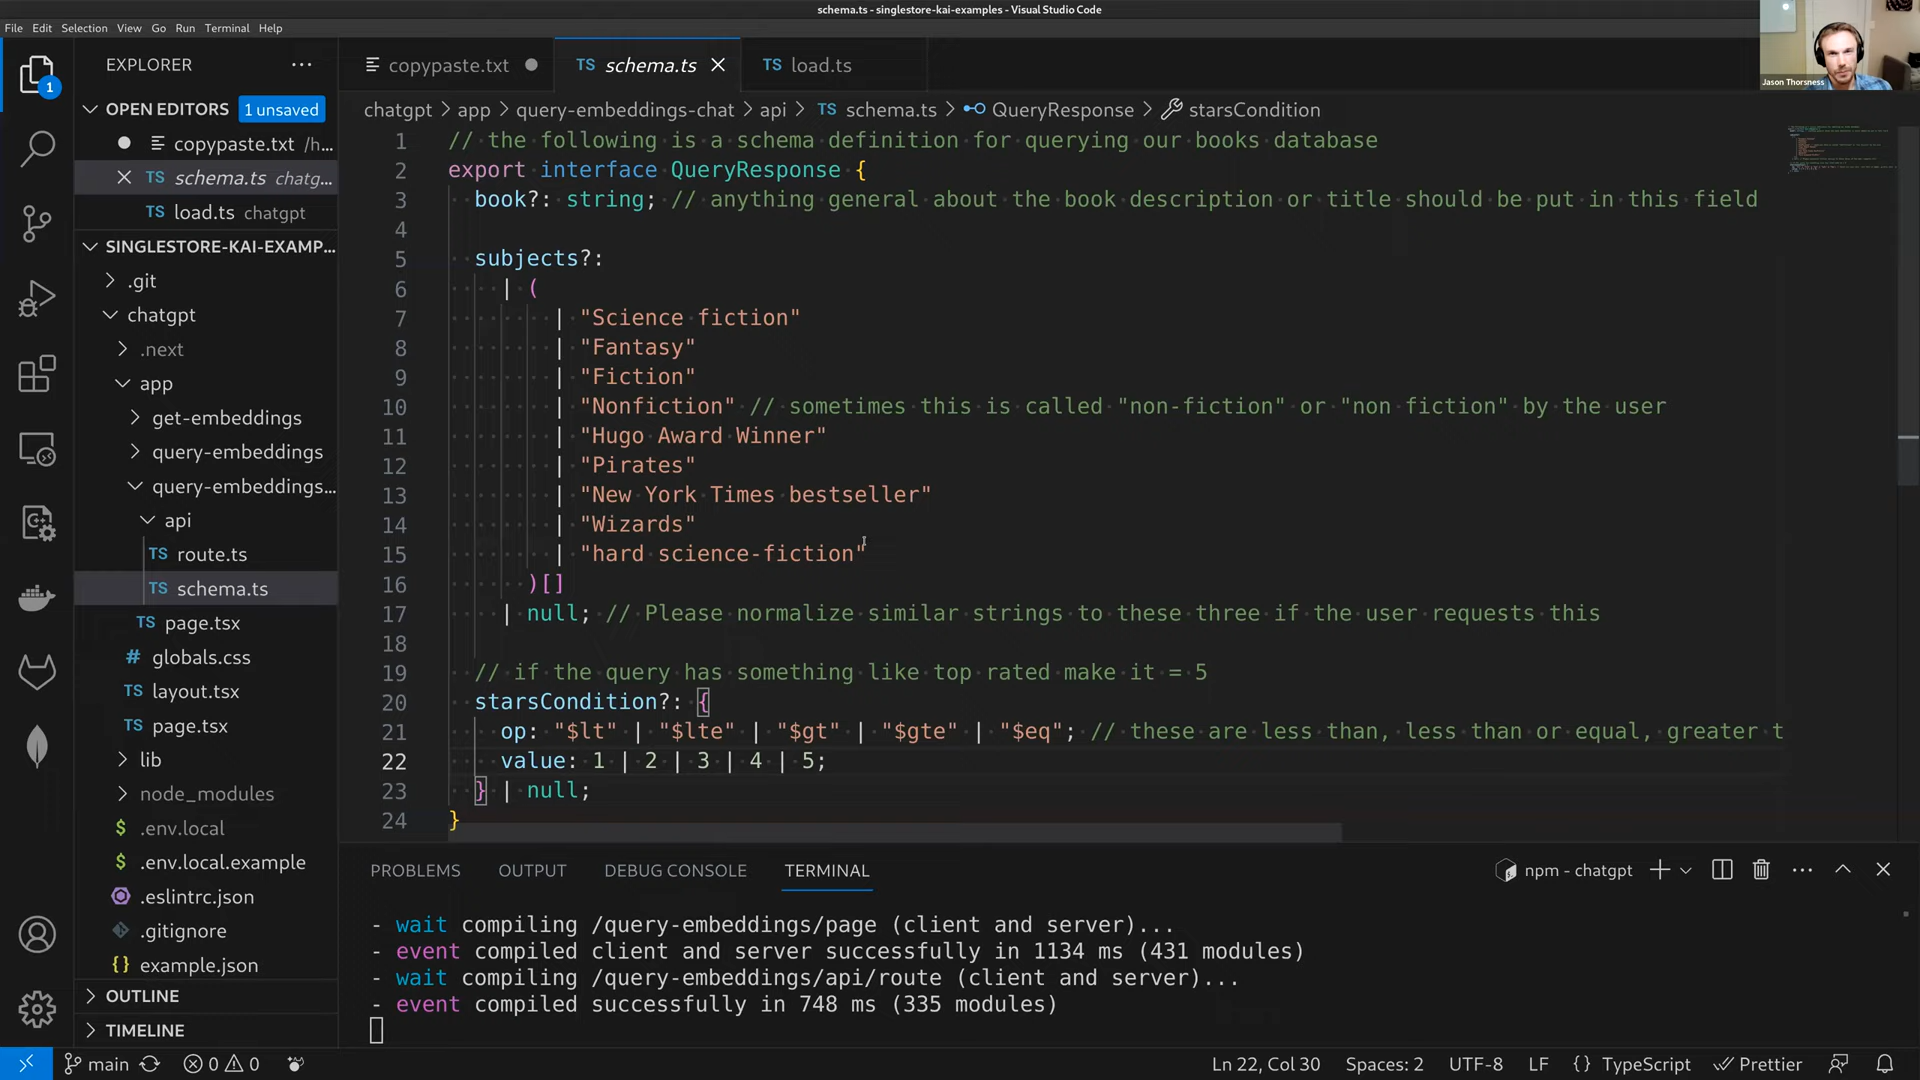 schema.ts - singlestore-kai-examples - Visual Studio Code
File Edit Selection View Go Run Terminal Help
Jason Thorsness
EXPLORER ...
1
OPEN EDITORS 1 unsaved
copypaste.txt /h...
TS schema.ts chatg...
TS load.ts chatgpt
SINGLESTORE-KAI-EXAMP...
.git
chatgpt
.next
app
get-embeddings
query-embeddings
query-embeddings...
api
TS route.ts
TS schema.ts
TS page.tsx
# globals.css
TS layout.tsx
TS page.tsx
lib
node_modules
$ .env.local
$ .env.local.example
.eslintrc.json
.gitignore
{} example.json
OUTLINE
TIMELINE
copypaste.txt TS schema.ts TS load.ts
chatgpt > app > query-embeddings-chat > api > TS schema.ts > QueryResponse > starsCondition
1 // the following is a schema definition for querying our books database
2 export interface QueryResponse {
3 book?: string; // anything general about the book description or title should be put in this field
4
5 subjects?:
6 | (
7 | "Science fiction"
8 | "Fantasy"
9 | "Fiction"
10 | "Nonfiction" // sometimes this is called "non-fiction" or "non fiction" by the user
11 | "Hugo Award Winner"
12 | "Pirates"
13 | "New York Times bestseller"
14 | "Wizards"
15 | "hard science-fiction"
16 )[]
17 | null; // Please normalize similar strings to these three if the user requests this
18
19 // if the query has something like top rated make it = 5
20 starsCondition?: {
21 op: "$lt" | "$lte" | "$gt" | "$gte" | "$eq"; // these are less than, less than or equal, greater t
22 value: 1 | 2 | 3 | 4 | 5;
23 } | null;
24 }
PROBLEMS OUTPUT DEBUG CONSOLE TERMINAL npm - chatgpt
- wait compiling /query-embeddings/page (client and server)...
- event compiled client and server successfully in 1134 ms (431 modules)
- wait compiling /query-embeddings/api/route (client and server)...
- event compiled successfully in 748 ms (335 modules)
main 0 0 Ln 22, Col 30 Spaces: 2 UTF-8 LF {} TypeScript Prettier